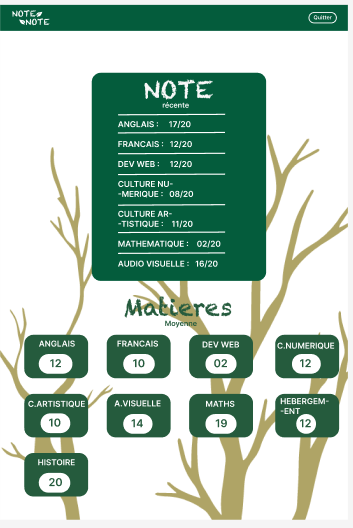 NOTE
NOTE
Quitter
NOTE
récente
ANGLAIS : 17/20
FRANCAIS : 12/20
DEV WEB : 12/20
CULTURE NU-
-MERIQUE : 08/20
CULTURE AR-
-TISTIQUE : 11/20
MATHEMATIQUE : 02/20
AUDIO VISUELLE : 16/20
Matieres
Moyenne
ANGLAIS
12
FRANCAIS
10
DEV WEB
02
C.NUMERIQUE
12
C.ARTISTIQUE
10
A.VISUELLE
14
MATHS
19
HEBERGEM-
-ENT
12
HISTOIRE
20